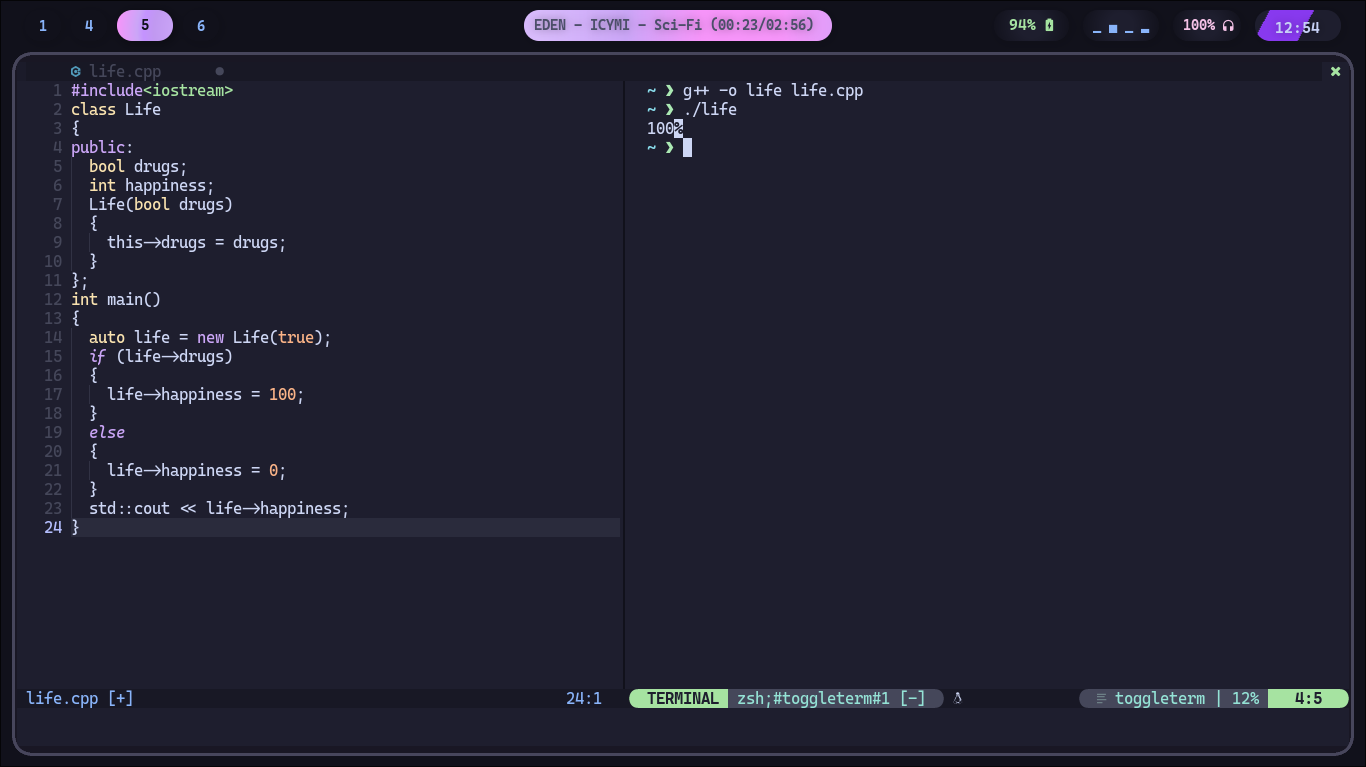 1 4 5 6 EDEN - ICYMI - Sci-Fi (00:23/02:56) 94% 100% 12:54
life.cpp
1 #include<iostream>
2 class Life
3 {
4 public:
5   bool drugs;
6   int happiness;
7   Life(bool drugs)
8   {
9     this->drugs = drugs;
10   }
11 };
12 int main()
13 {
14   auto life = new Life(true);
15   if (life->drugs)
16   {
17     life->happiness = 100;
18   }
19   else
20   {
21     life->happiness = 0;
22   }
23   std::cout << life->happiness;
24 }
~ ❯ g++ -o life life.cpp
~ ❯ ./life
100%
~ ❯
life.cpp [+] 24:1
TERMINAL zsh;#toggleterm#1 [-] toggleterm | 12% 4:5